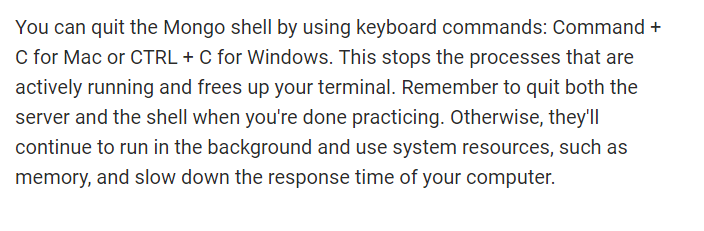 You can quit the Mongo shell by using keyboard commands: Command +
C for Mac or CTRL + C for Windows. This stops the processes that are
actively running and frees up your terminal. Remember to quit both the
server and the shell when you're done practicing. Otherwise, they'll
continue to run in the background and use system resources, such as
memory, and slow down the response time of your computer.